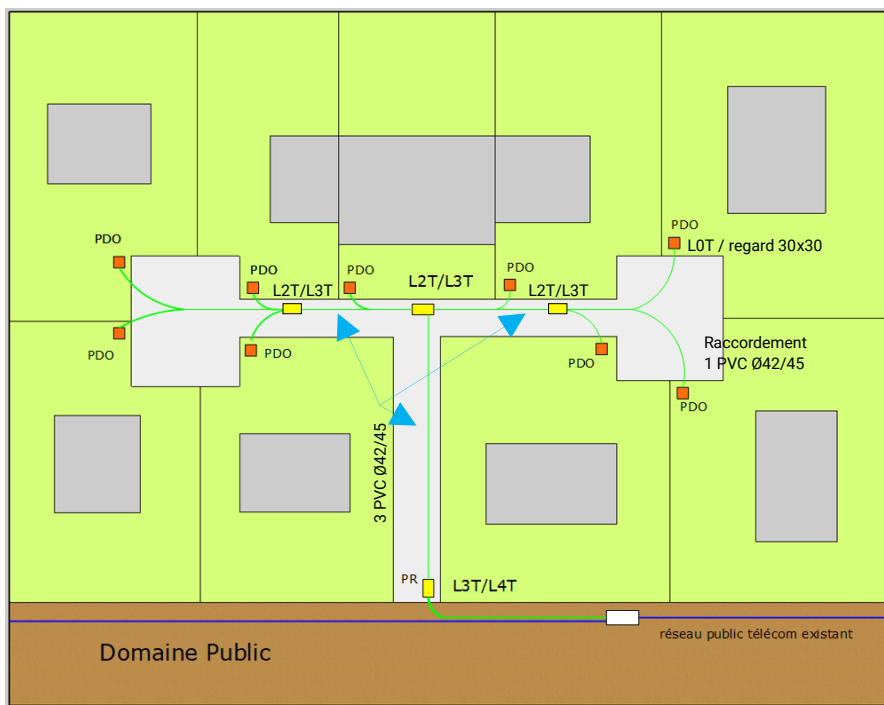 PDO
L0T / regard 30x30
PDO
PDO
L2T/L3T
PDO
L2T/L3T
PDO
L2T/L3T
PDO
PDO
PDO
Raccordement
1 PVC Ø42/45
PDO
3 PVC Ø42/45
PR
L3T/L4T
réseau public télécom existant
Domaine Public